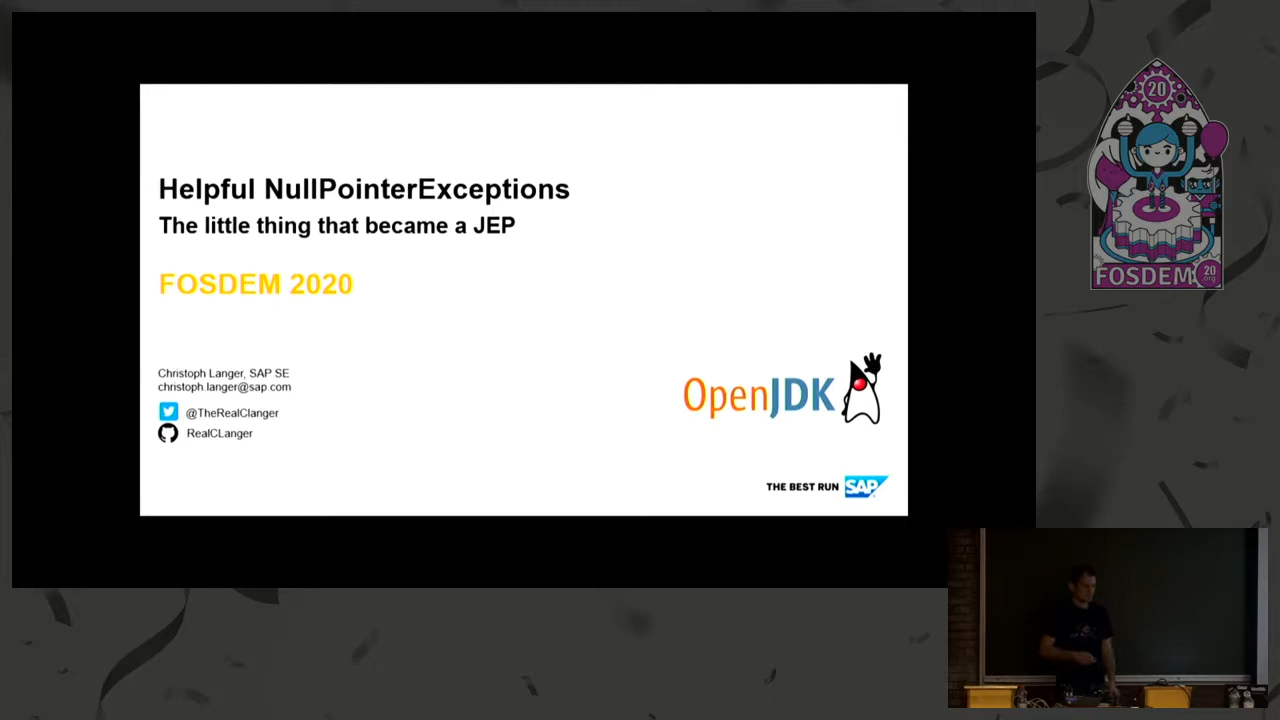 Helpful NullPointerExceptions
The little thing that became a JEP
FOSDEM 2020
Christoph Langer, SAP SE
christoph.langer@sap.com
@TheRealClanger
RealCLanger
OpenJDK
THE BEST RUN SAP
20
FOSDEM
20
.org